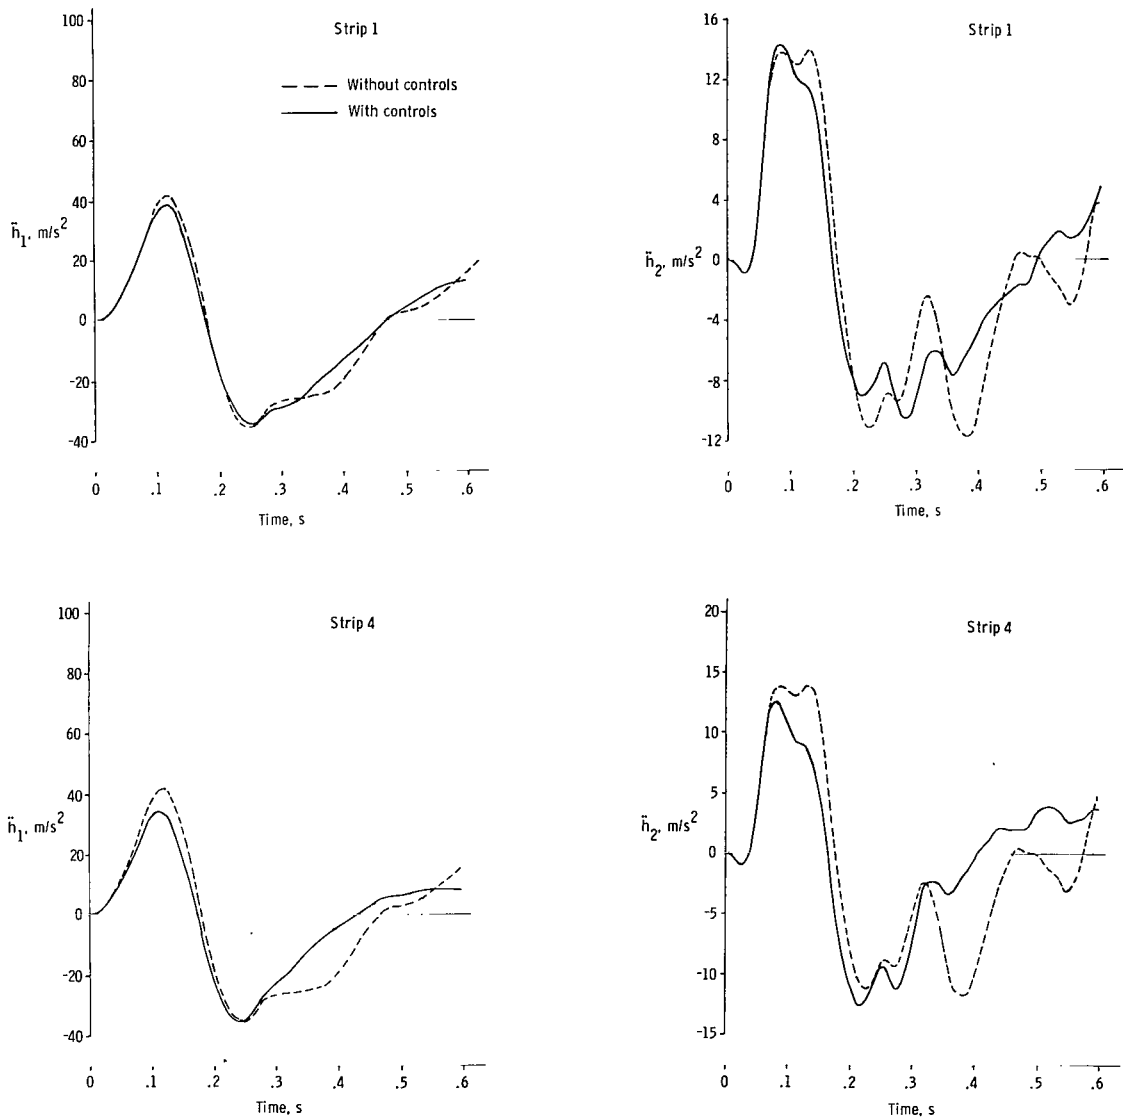 Strip 1
Without controls
With controls
100
80
60
40
20
0
-20
-40
ḧ₁, m/s²
0 .1 .2 .3 .4 .5 .6
Time, s
Strip 1
16
12
8
4
0
-4
-8
-12
ḧ₂, m/s²
0 .1 .2 .3 .4 .5 .6
Time, s
Strip 4
100
80
60
40
20
0
-20
-40
ḧ₁, m/s²
0 .1 .2 .3 .4 .5 .6
Time, s
Strip 4
20
15
10
5
0
-5
-10
-15
ḧ₂, m/s²
0 .1 .2 .3 .4 .5 .6
Time, s